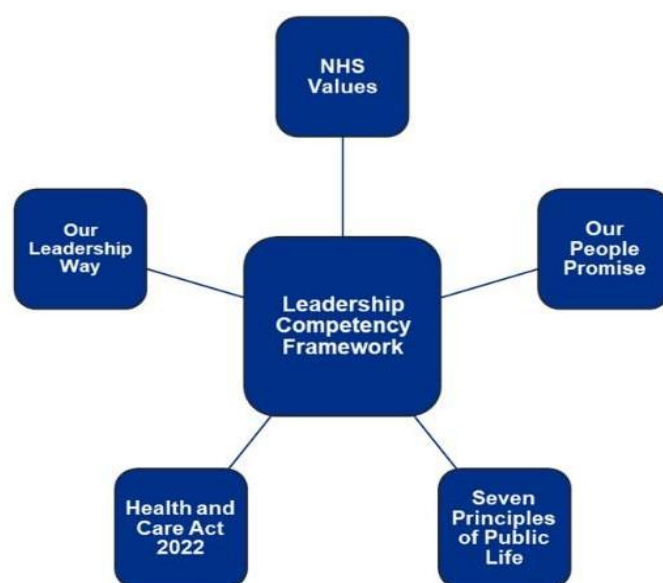 NHS
Values
Our
Leadership
Way
Our
People
Promise
Leadership
Competency
Framework
Health and
Care Act
2022
Seven
Principles
of Public
Life